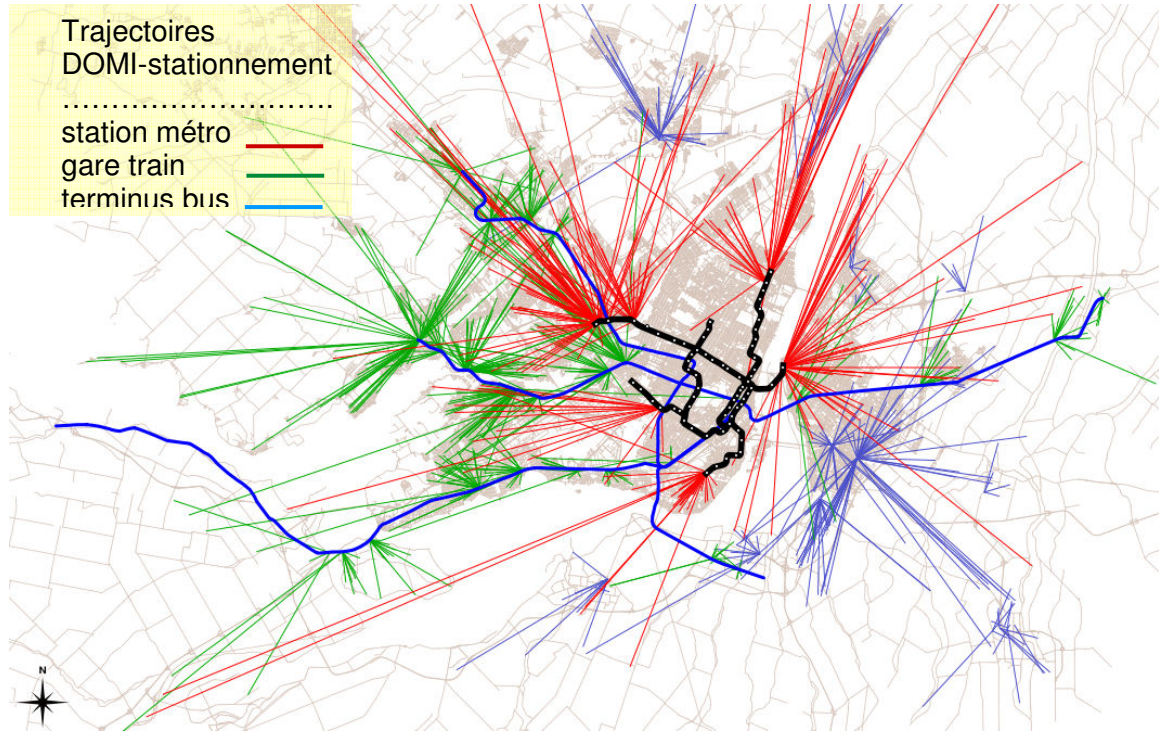 Trajectoires
DOMI-stationnement
............................
station métro
gare train
terminus bus
N